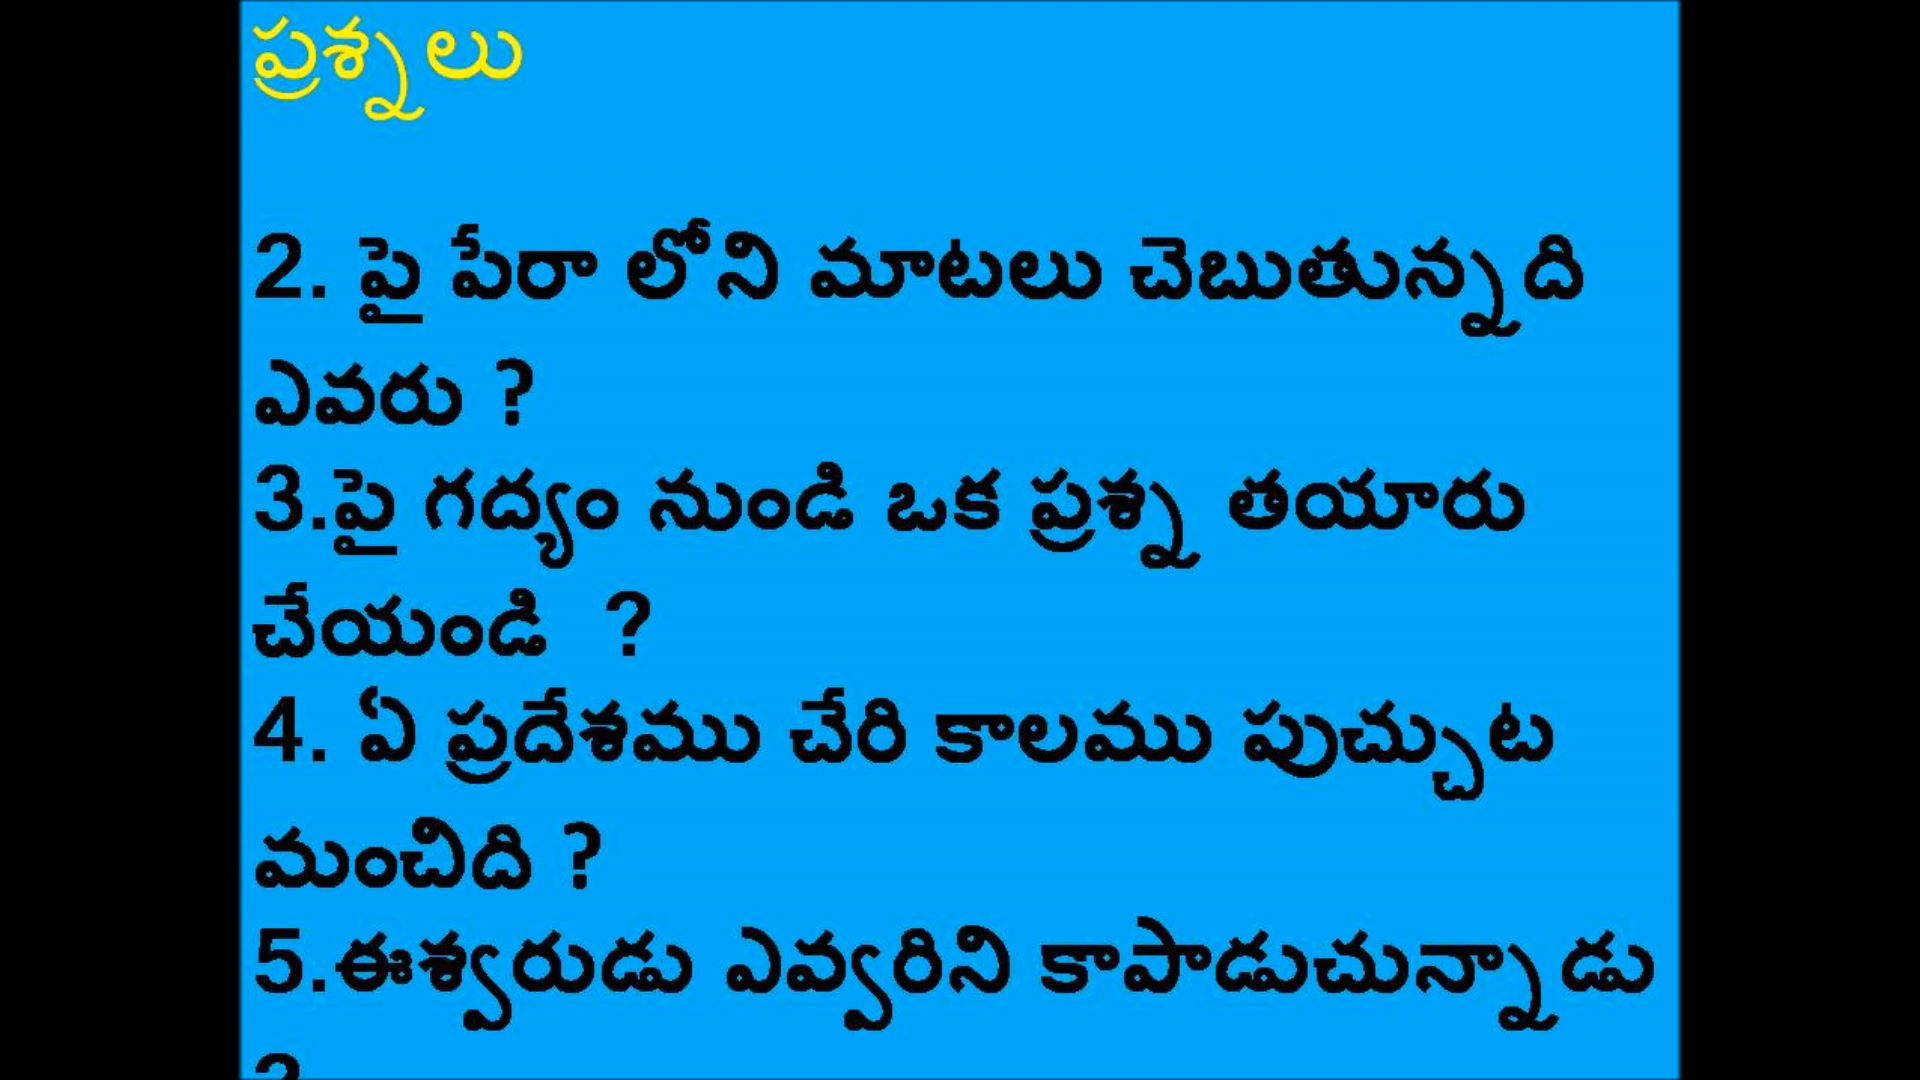 ప్రశ్నలు
2. పై పేరా లోని మాటలు చెబుతున్నది
ఎవరు ?
3.పై గద్యం నుండి ఒక ప్రశ్న తయారు
చేయండి ?
4. ఏ ప్రదేశము చేరి కాలము పుచ్చుట
మంచిది ?
5.ఈశ్వరుడు ఎవ్వరిని కాపాడుచున్నాడు
?